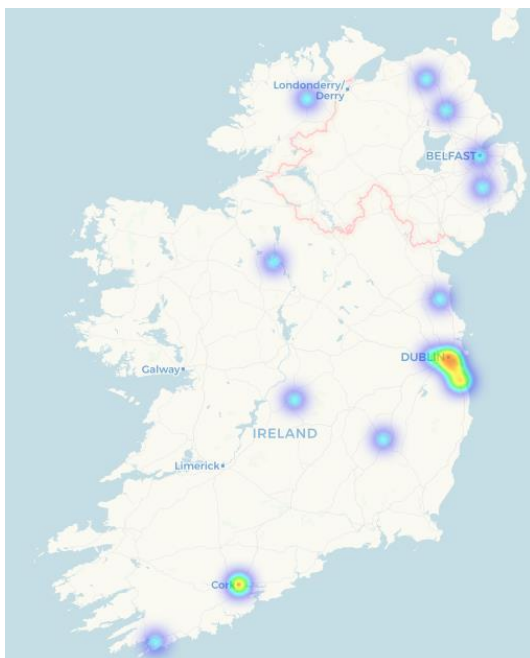 Londonderry/
Derry
BELFAST
DUBLIN
Galway
IRELAND
Limerick
Cork